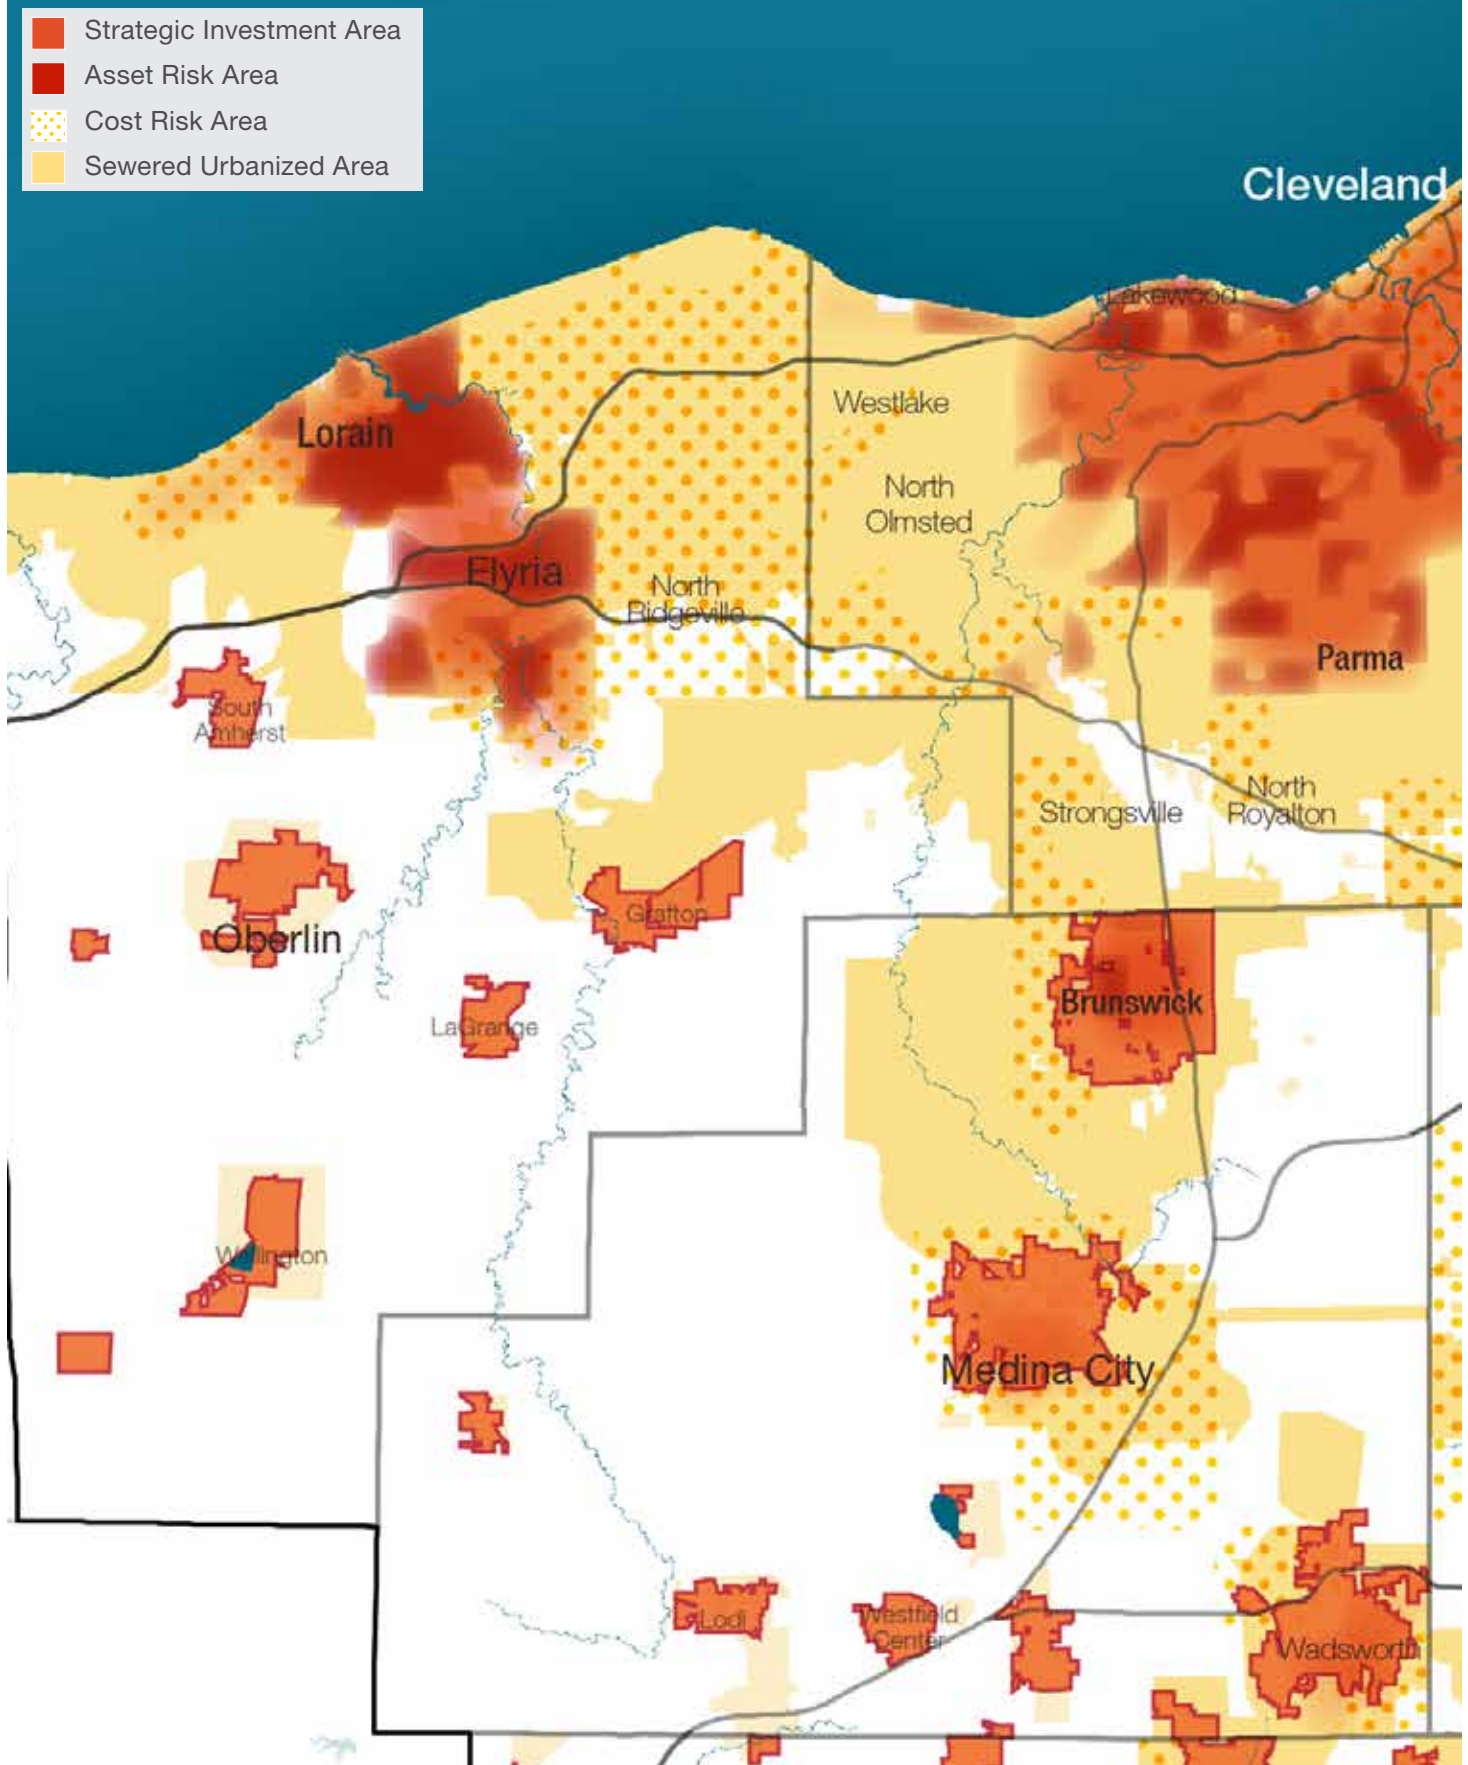 Strategic Investment Area
Asset Risk Area
Cost Risk Area
Sewered Urbanized Area
Cleveland
Lakewood
Westlake
Lorain
North
Olmsted
Elyria
North
Ridgeville
Parma
South
Amherst
North
Royalton
Strongsville
Grafton
Oberlin
Brunswick
LaGrange
Wellington
Medina City
Lodi
Westfield
Center
Wadsworth